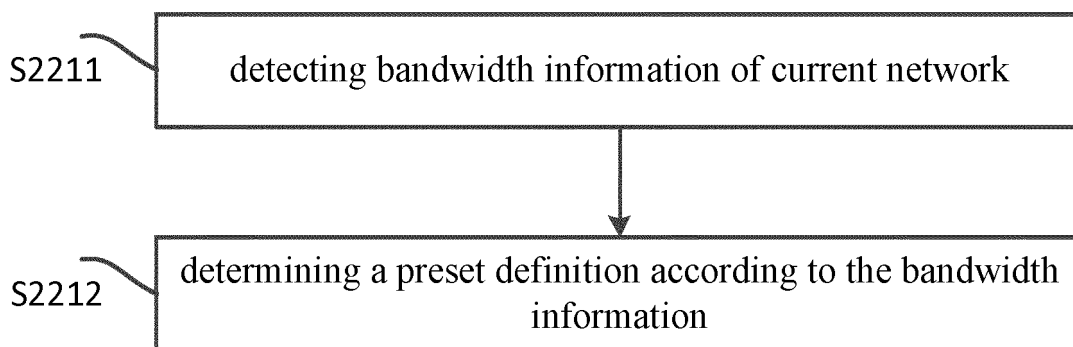 S2211
detecting bandwidth information of current network
S2212
determining a preset definition according to the bandwidth
information